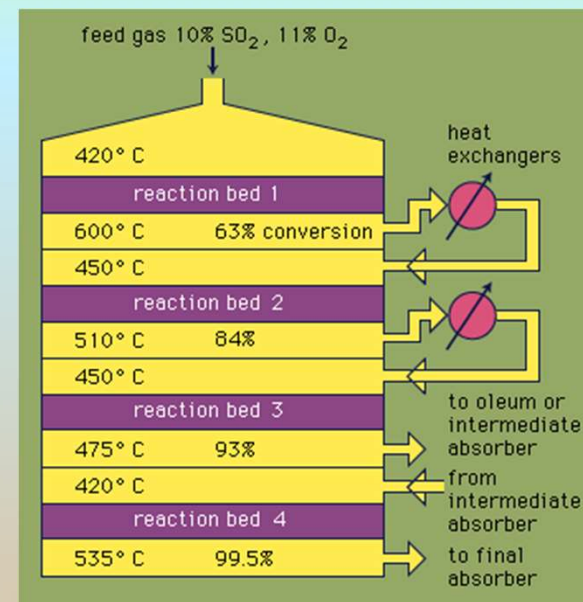 feed gas 10% SO₂, 11% O₂
heat
exchangers
420° C
reaction bed 1
600° C 63% conversion
450° C
reaction bed 2
510° C 84%
450° C
reaction bed 3
to oleum or
intermediate
absorber
475° C 93%
420° C
from
intermediate
absorber
reaction bed 4
535° C 99.5%
to final
absorber